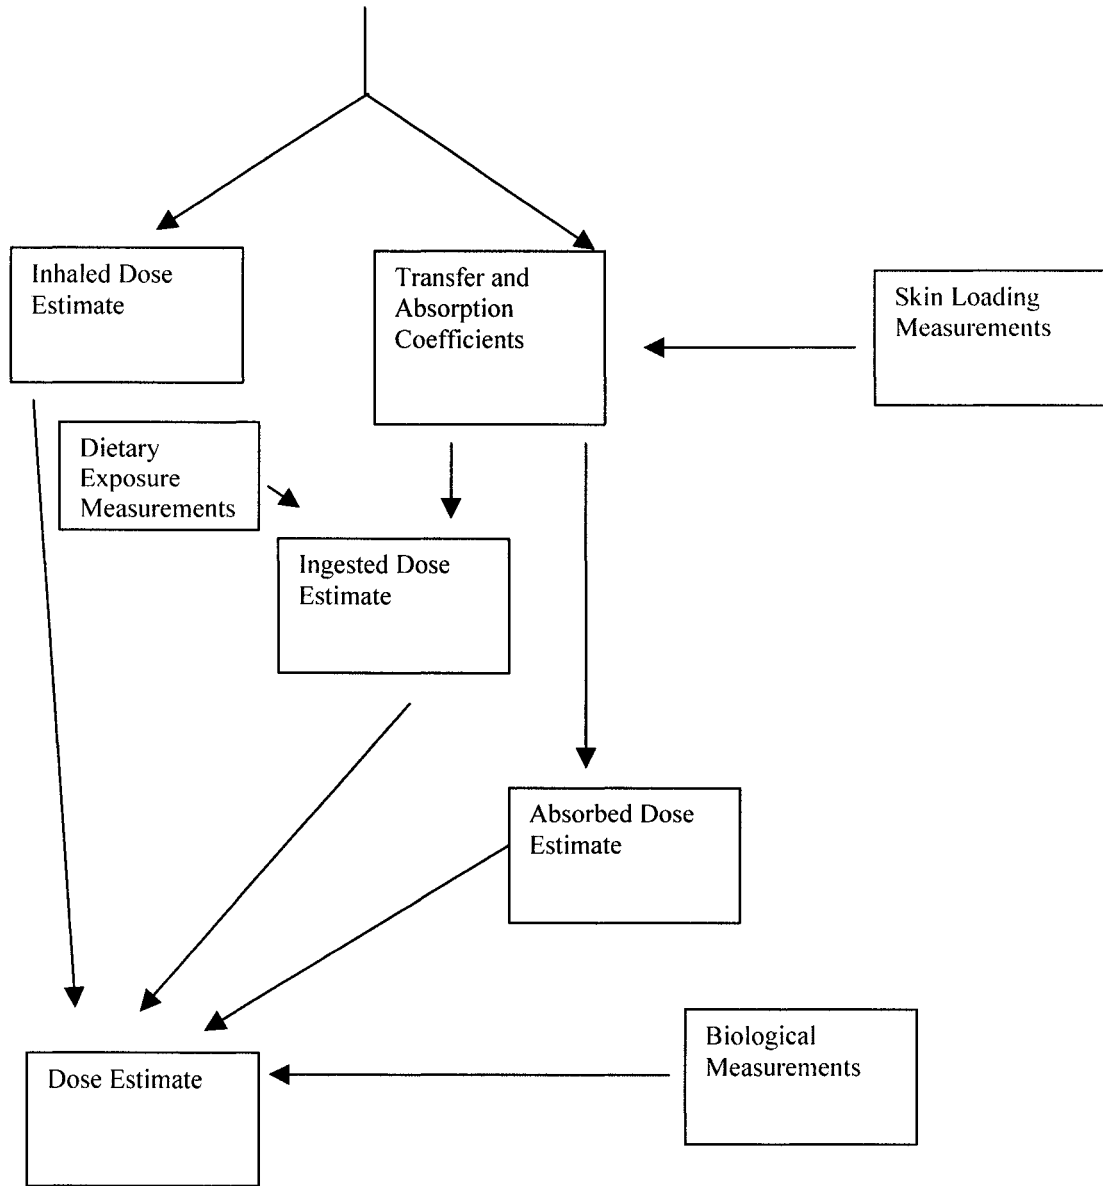 Inhaled Dose
Estimate
Transfer and
Absorption
Coefficients
Skin Loading
Measurements
Dietary
Exposure
Measurements
Ingested Dose
Estimate
Absorbed Dose
Estimate
Biological
Measurements
Dose Estimate